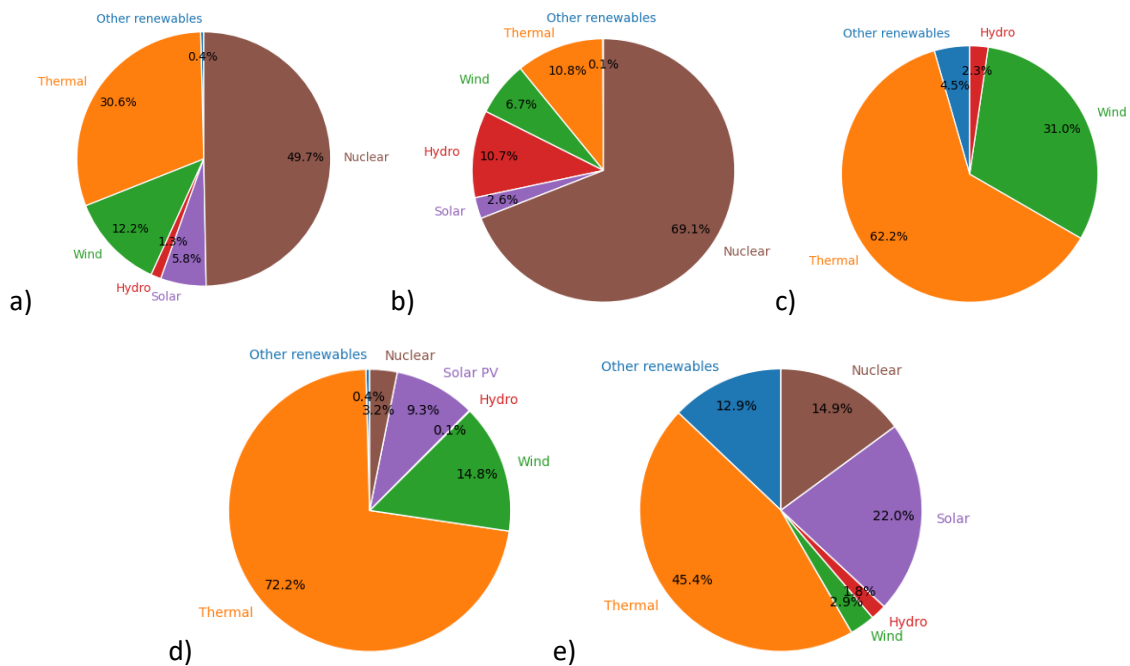 Other renewables
0.4%
Thermal
30.6%
49.7%
Nuclear
12.2%
Wind
1.3%
5.8%
Hydro
Solar
a)
Other renewables
Thermal
10.8%
0.1%
Wind
6.7%
Hydro
10.7%
Solar
2.6%
69.1%
Nuclear
b)
Other renewables
Hydro
4.5%
2.3%
Wind
31.0%
62.2%
Thermal
c)
Other renewables
Nuclear
Solar PV
0.4%
3.2%
9.3%
Hydro
0.1%
Wind
14.8%
72.2%
Thermal
d)
Other renewables
Nuclear
12.9%
14.9%
22.0%
Solar
45.4%
Thermal
1.8%
2.9%
Hydro
Wind
e)